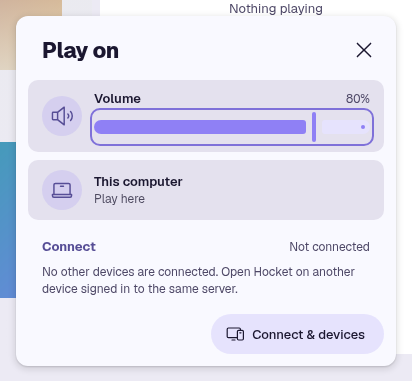 Nothing playing
Play on
Volume
80%
This computer
Play here
Connect
Not connected
No other devices are connected. Open Hocket on another
device signed in to the same server.
Connect & devices